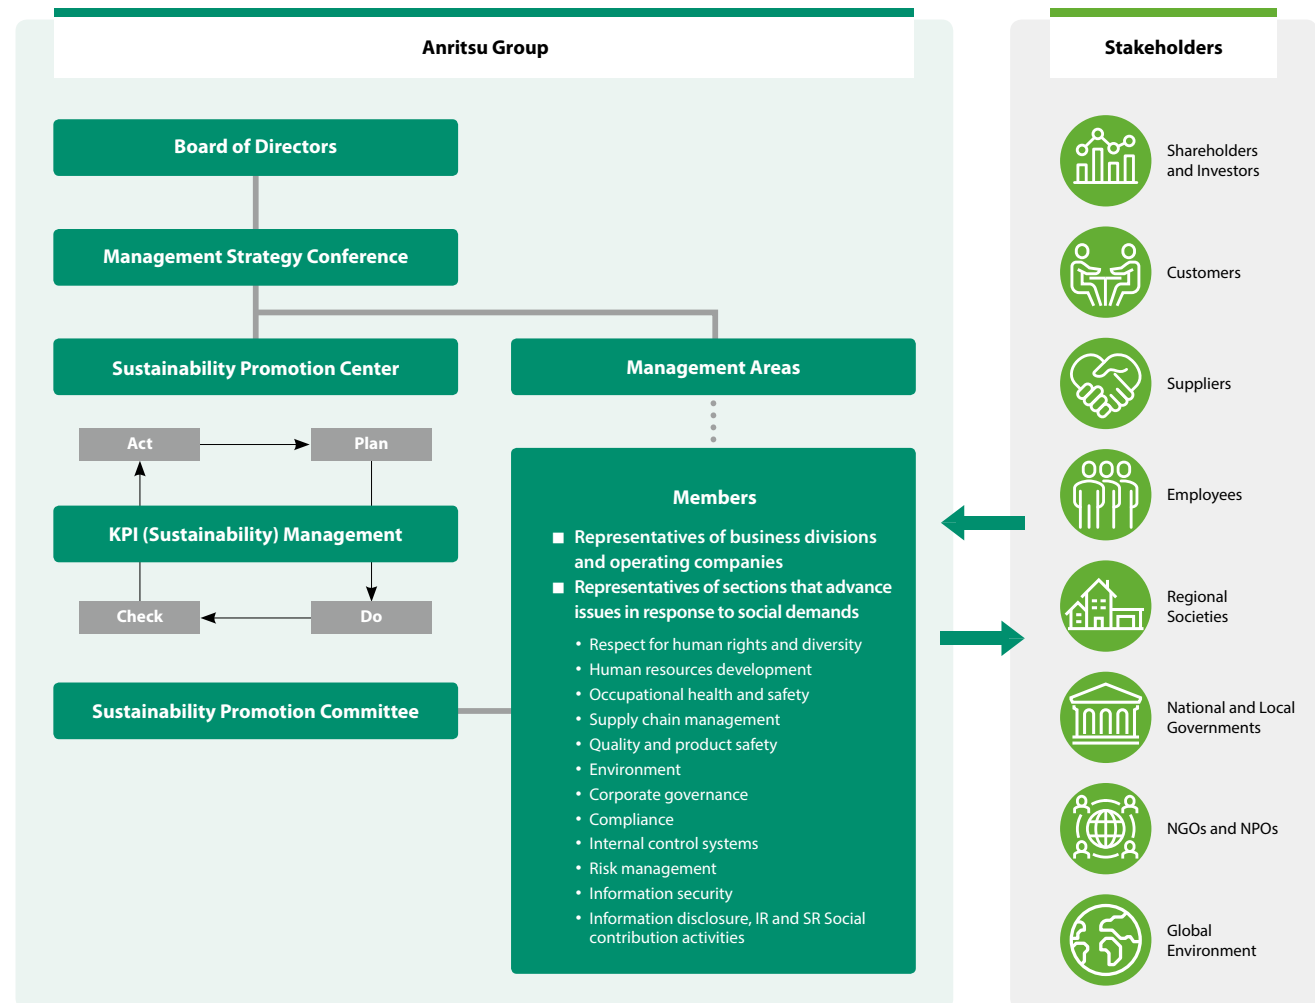 Anritsu Group
Board of Directors
Management Strategy Conference
Sustainability Promotion Center
Management Areas
Act
Plan
KPI (Sustainability) Management
Check
Do
Sustainability Promotion Committee
Members
■ Representatives of business divisions
and operating companies
■ Representatives of sections that advance
issues in response to social demands
• Respect for human rights and diversity
• Human resources development
• Occupational health and safety
• Supply chain management
• Quality and product safety
• Environment
• Corporate governance
• Compliance
• Internal control systems
• Risk management
• Information security
• Information disclosure, IR and SR Social
contribution activities
Stakeholders
Shareholders
and Investors
Customers
Suppliers
Employees
Regional
Societies
National and Local
Governments
NGOs and NPOs
Global
Environment